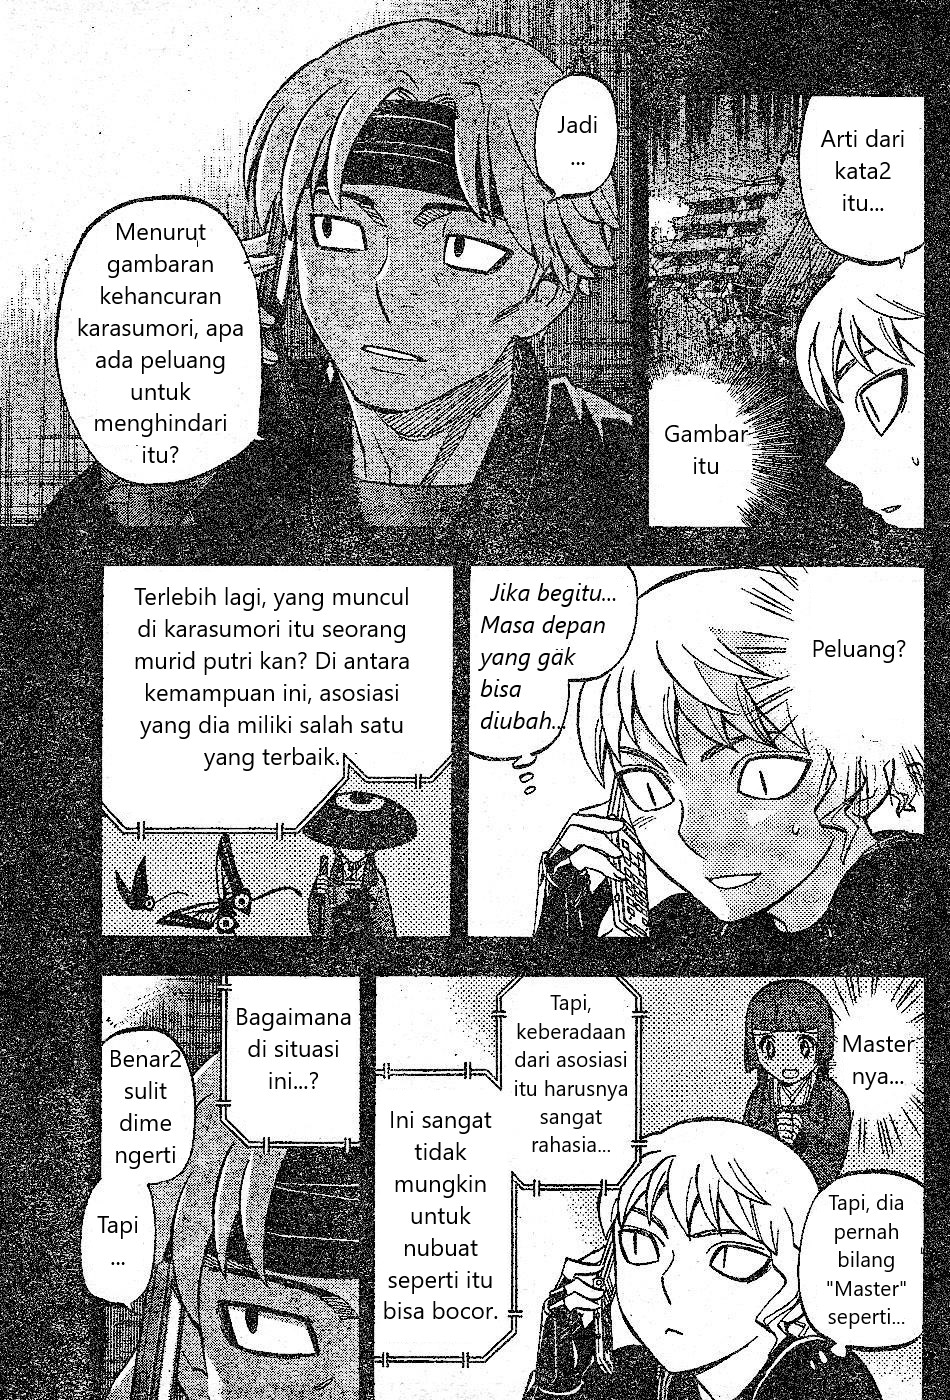 Arti dari
kata2
itu...
Gambar
itu
Jadi
...
Menurut
gambaran
kehancuran
karasumori, apa
ada peluang
untuk
menghindari
itu?
Peluang?
Jika begitu...
Masa depan
yang gak
bisa
diubah...
Terlebih lagi, yang muncul
di karasumori itu seorang
murid putri kan? Di antara
kemampuan ini, asosiasi
yang dia miliki salah satu
yang terbaik.
Master
nya...
Tapi, dia
pernah
bilang
"Master"
seperti...
Tapi,
keberadaan
dari asosiasi
itu harusnya
sangat
rahasia...
Ini sangat
tidak
mungkin
untuk
nubuat
seperti itu
bisa bocor.
Bagaimana
di situasi
ini...?
Benar2
sulit
dime
ngerti
Tapi
...